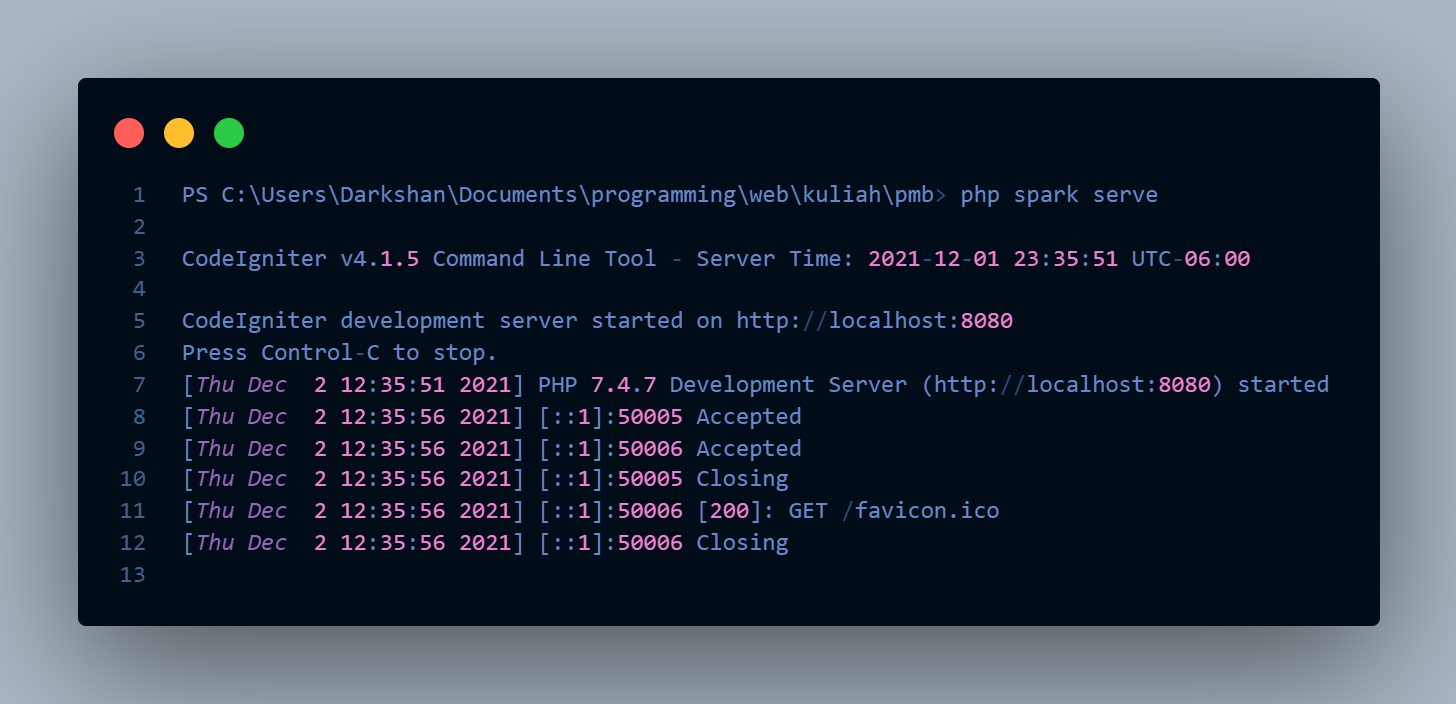 1 PS C:\Users\Darkshan\Documents\programming\web\kuliah\pmb> php spark serve
2
3 CodeIgniter v4.1.5 Command Line Tool - Server Time: 2021-12-01 23:35:51 UTC-06:00
4
5 CodeIgniter development server started on http://localhost:8080
6 Press Control-C to stop.
7 [Thu Dec  2 12:35:51 2021] PHP 7.4.7 Development Server (http://localhost:8080) started
8 [Thu Dec  2 12:35:56 2021] [::1]:50005 Accepted
9 [Thu Dec  2 12:35:56 2021] [::1]:50006 Accepted
10 [Thu Dec  2 12:35:56 2021] [::1]:50005 Closing
11 [Thu Dec  2 12:35:56 2021] [::1]:50006 [200]: GET /favicon.ico
12 [Thu Dec  2 12:35:56 2021] [::1]:50006 Closing
13